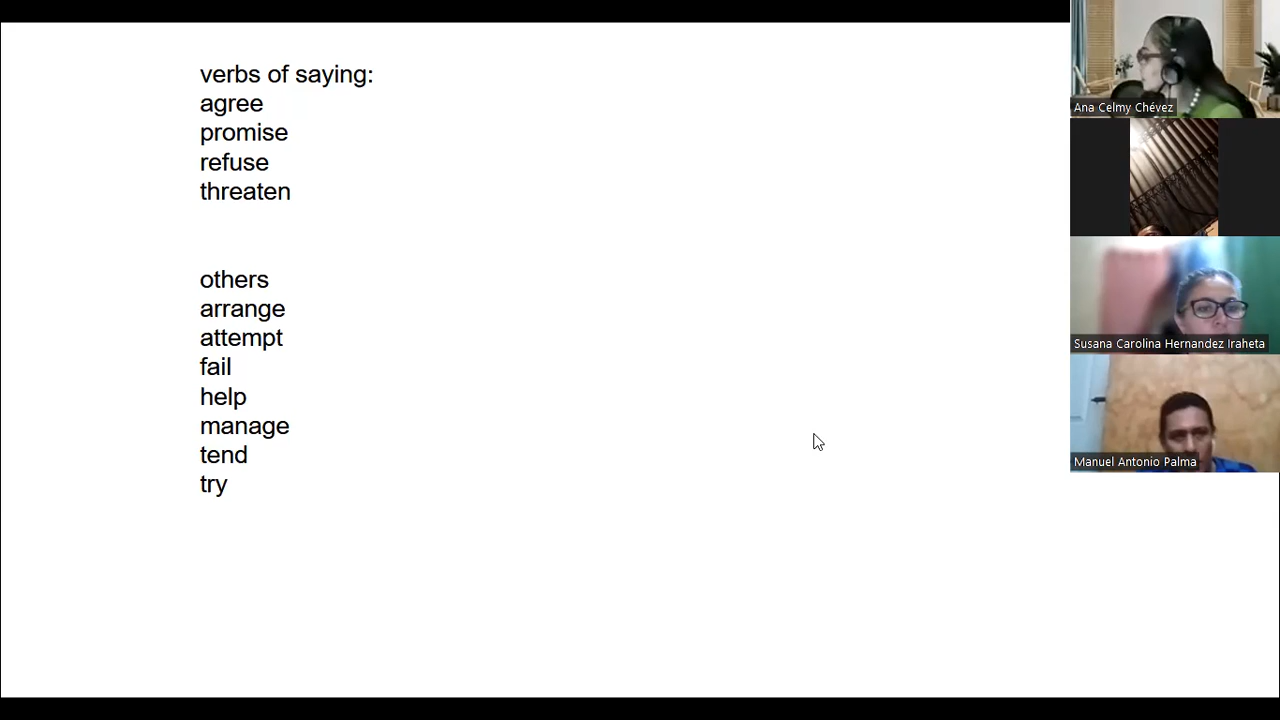 verbs of saying:
agree
promise
refuse
threaten
others
arrange
attempt
fail
help
manage
tend
try
Ana Celmy Chévez
Susana Carolina Hernandez Iraheta
Manuel Antonio Palma